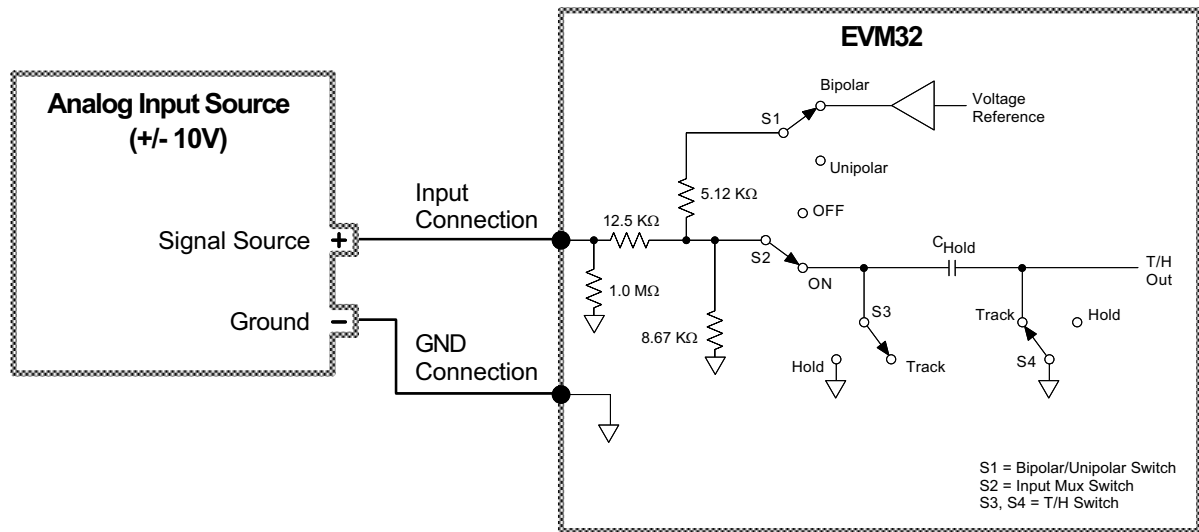 EVM32
Analog Input Source
(+/- 10V)
Bipolar
Voltage
Reference
S1
Unipolar
5.12 KΩ
OFF
Input
Connection
12.5 KΩ
Signal Source
+
S2
ON
CHold
T/H
Out
1.0 MΩ
S3
Track
Hold
Ground
-
8.67 KΩ
GND
Connection
Hold
Track
S4
S1 = Bipolar/Unipolar Switch
S2 = Input Mux Switch
S3, S4 = T/H Switch